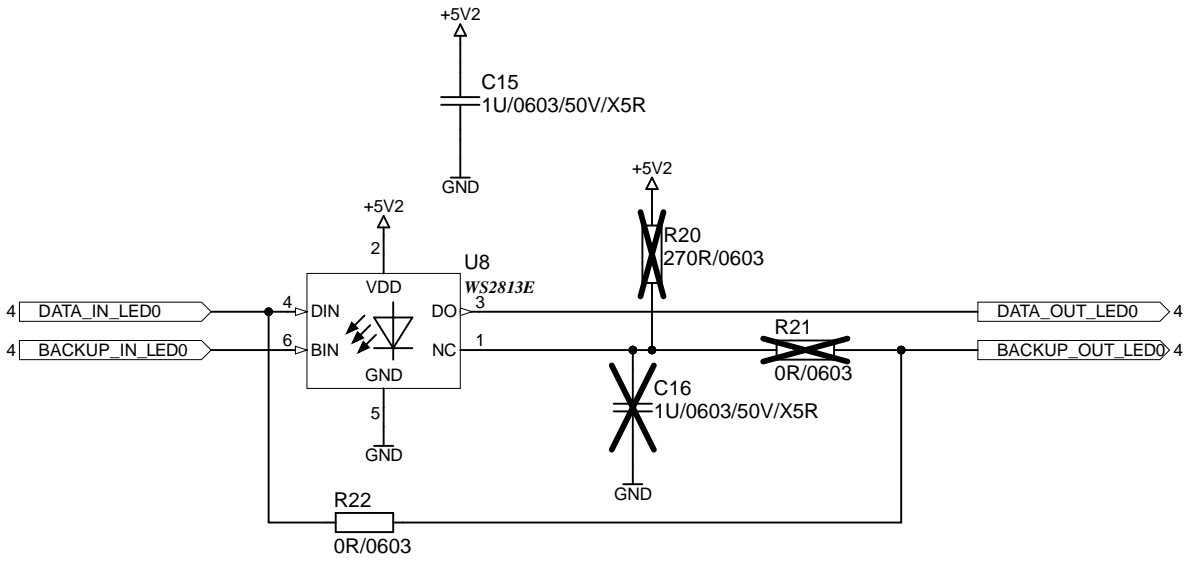 +5V2
C15
1U/0603/50V/X5R
GND
+5V2
R20
270R/0603
+5V2
2
U8
WS2813E
VDD
4 DATA_IN_LED0
4 DIN
DO 3
DATA_OUT_LED0 4
4 BACKUP_IN_LED0
6 BIN
NC 1
R21
0R/0603
BACKUP_OUT_LED0 4
GND
5
GND
C16
1U/0603/50V/X5R
GND
R22
0R/0603